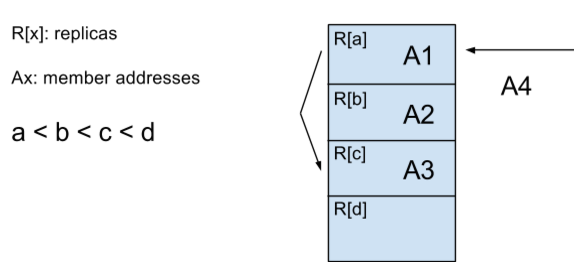 R[x]: replicas
Ax: member addresses
a < b < c < d
R[a]
A1
A4
R[b]
A2
R[c]
A3
R[d]